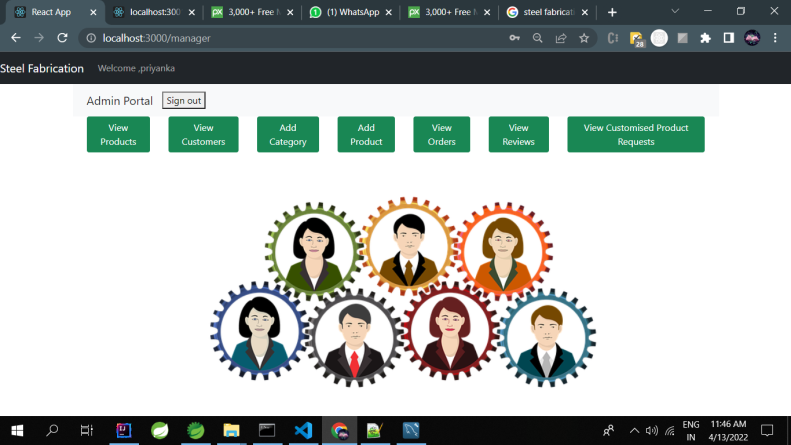 React App
localhost:300
3,000+ Free N
(1) WhatsApp
3,000+ Free N
steel fabricat
localhost:3000/manager
28
Steel Fabrication Welcome ,priyanka
Admin Portal Sign out
View Products
View Customers
Add Category
Add Product
View Orders
View Reviews
View Customised Product Requests
ENG
IN
11:46 AM
4/13/2022